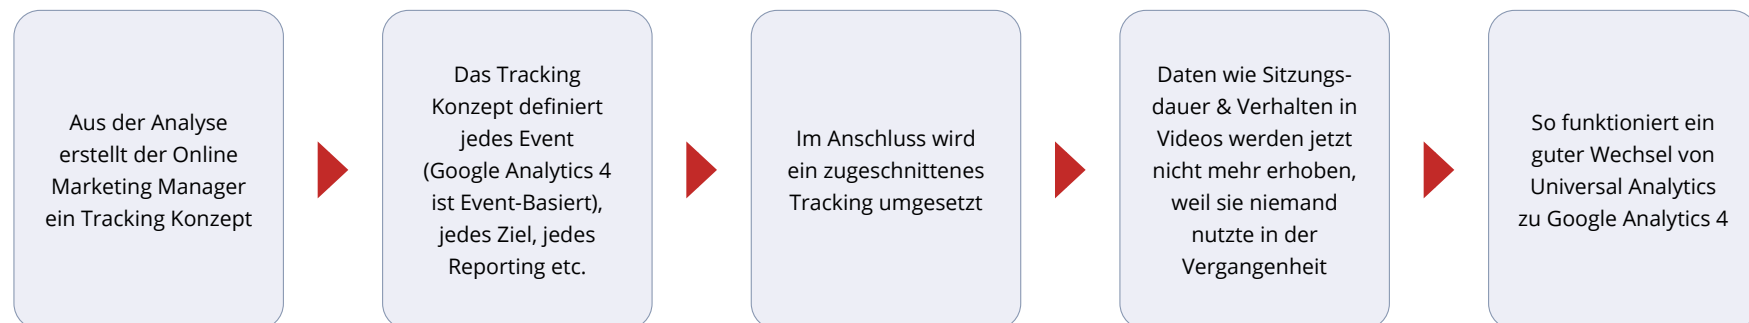 Aus der Analyse
erstellt der Online
Marketing Manager
ein Tracking Konzept
Das Tracking
Konzept definiert
jedes Event
(Google Analytics 4
ist Event-Basiert),
jedes Ziel, jedes
Reporting etc.
Im Anschluss wird
ein zugeschnittenes
Tracking umgesetzt
Daten wie Sitzungs-
dauer & Verhalten in
Videos werden jetzt
nicht mehr erhoben,
weil sie niemand
nutzte in der
Vergangenheit
So funktioniert ein
guter Wechsel von
Universal Analytics
zu Google Analytics 4